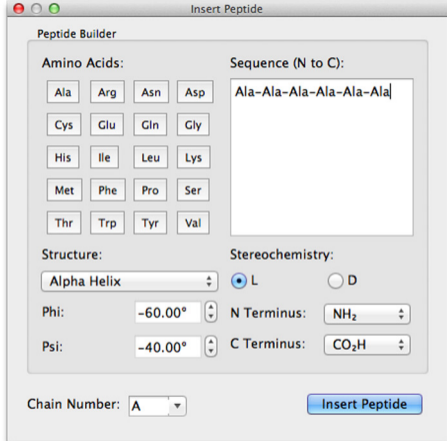 Insert Peptide
Peptide Builder
Amino Acids:
Sequence (N to C):
Ala Arg Asn Asp
Ala-Ala-Ala-Ala-Ala-Ala
Cys Glu Gln Gly
His Ile Leu Lys
Met Phe Pro Ser
Thr Trp Tyr Val
Structure:
Stereochemistry:
Alpha Helix
L D
Phi: -60.00°
N Terminus: NH₂
Psi: -40.00°
C Terminus: CO₂H
Chain Number: A
Insert Peptide